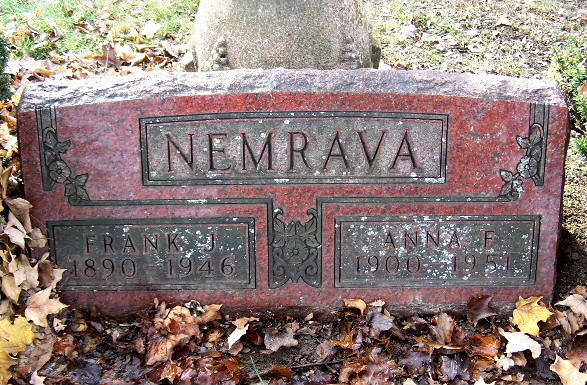 NEMRAVA
FRANK J.
1890 1946
ANNA F.
1900 1951